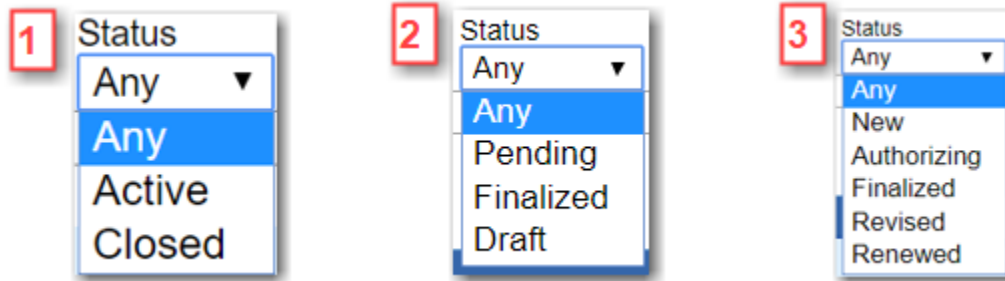 1
Status
Any
Any
Active
Closed
2
Status
Any
Any
Pending
Finalized
Draft
3
Status
Any
Any
New
Authorizing
Finalized
Revised
Renewed